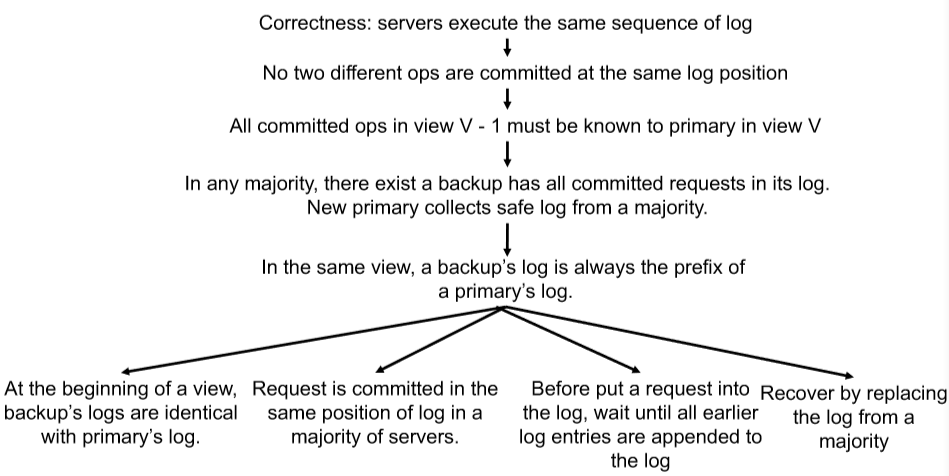 Correctness: servers execute the same sequence of log
No two different ops are committed at the same log position
All committed ops in view V - 1 must be known to primary in view V
In any majority, there exist a backup has all committed requests in its log.
New primary collects safe log from a majority.
In the same view, a backup's log is always the prefix of
a primary's log.
At the beginning of a view,
backup's logs are identical
with primary's log.
Request is committed in the
same position of log in a
majority of servers.
Before put a request into
the log, wait until all earlier
log entries are appended to
the log
Recover by replacing
the log from a
majority